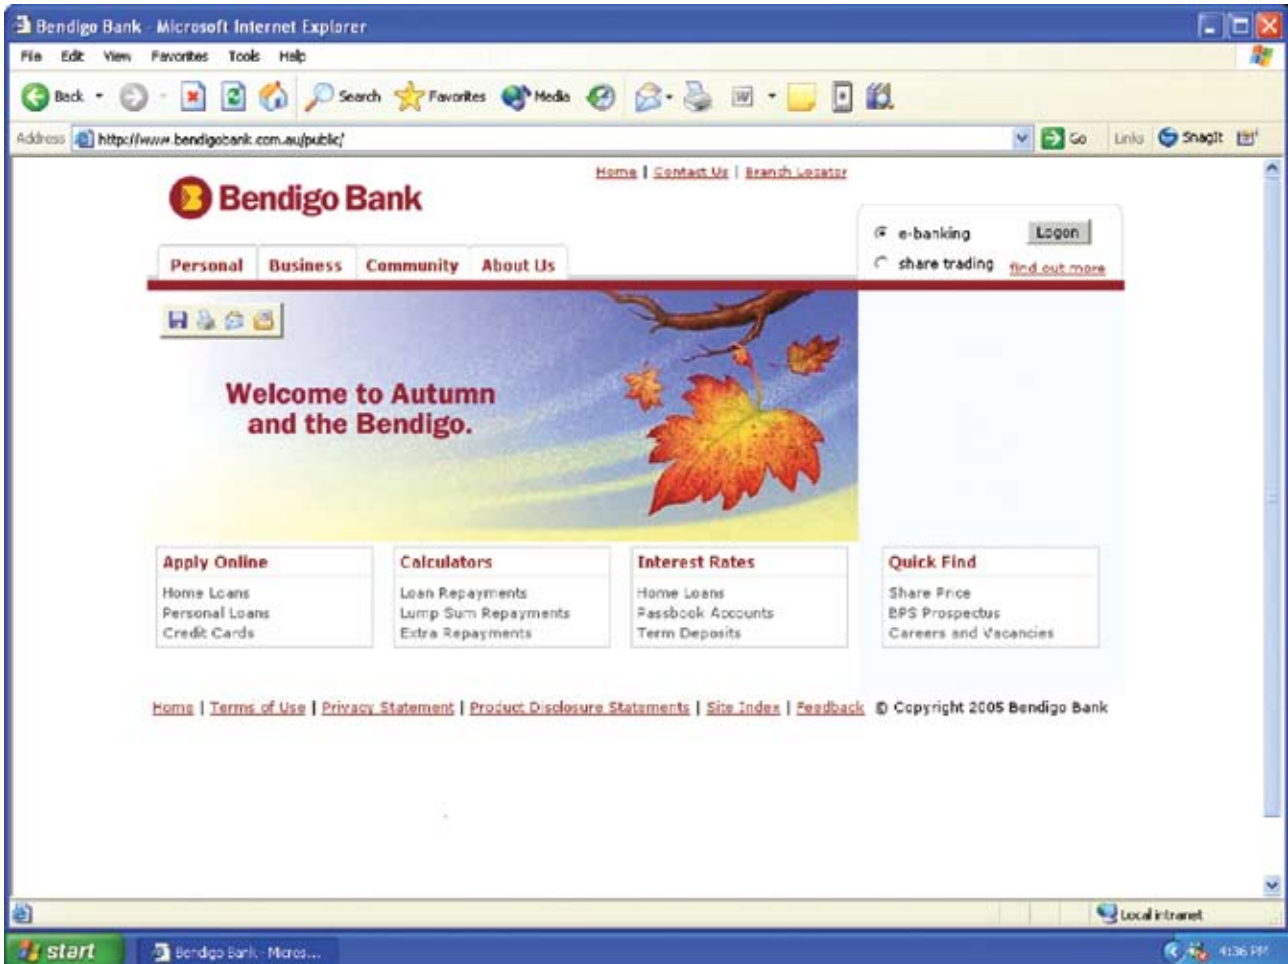 Bendigo Bank - Microsoft Internet Explorer
File Edit View Favorites Tools Help
Back Search Favorites Media
Address http://www.bendigobank.com.au/public/ Go Links SnagIt
Home | Contact Us | Branch Locator
Bendigo Bank
e-banking Logon
share trading find out more
Personal Business Community About Us
Welcome to Autumn
and the Bendigo.
Apply Online
Home Loans
Personal Loans
Credit Cards
Calculators
Loan Repayments
Lump Sum Repayments
Extra Repayments
Interest Rates
Home Loans
Passbook Accounts
Term Deposits
Quick Find
Share Price
BPS Prospectus
Careers and Vacancies
Home | Terms of Use | Privacy Statement | Product Disclosure Statements | Site Index | Feedback © Copyright 2005 Bendigo Bank
Local intranet
start Bendigo Bank - Micros... 4:36 PM